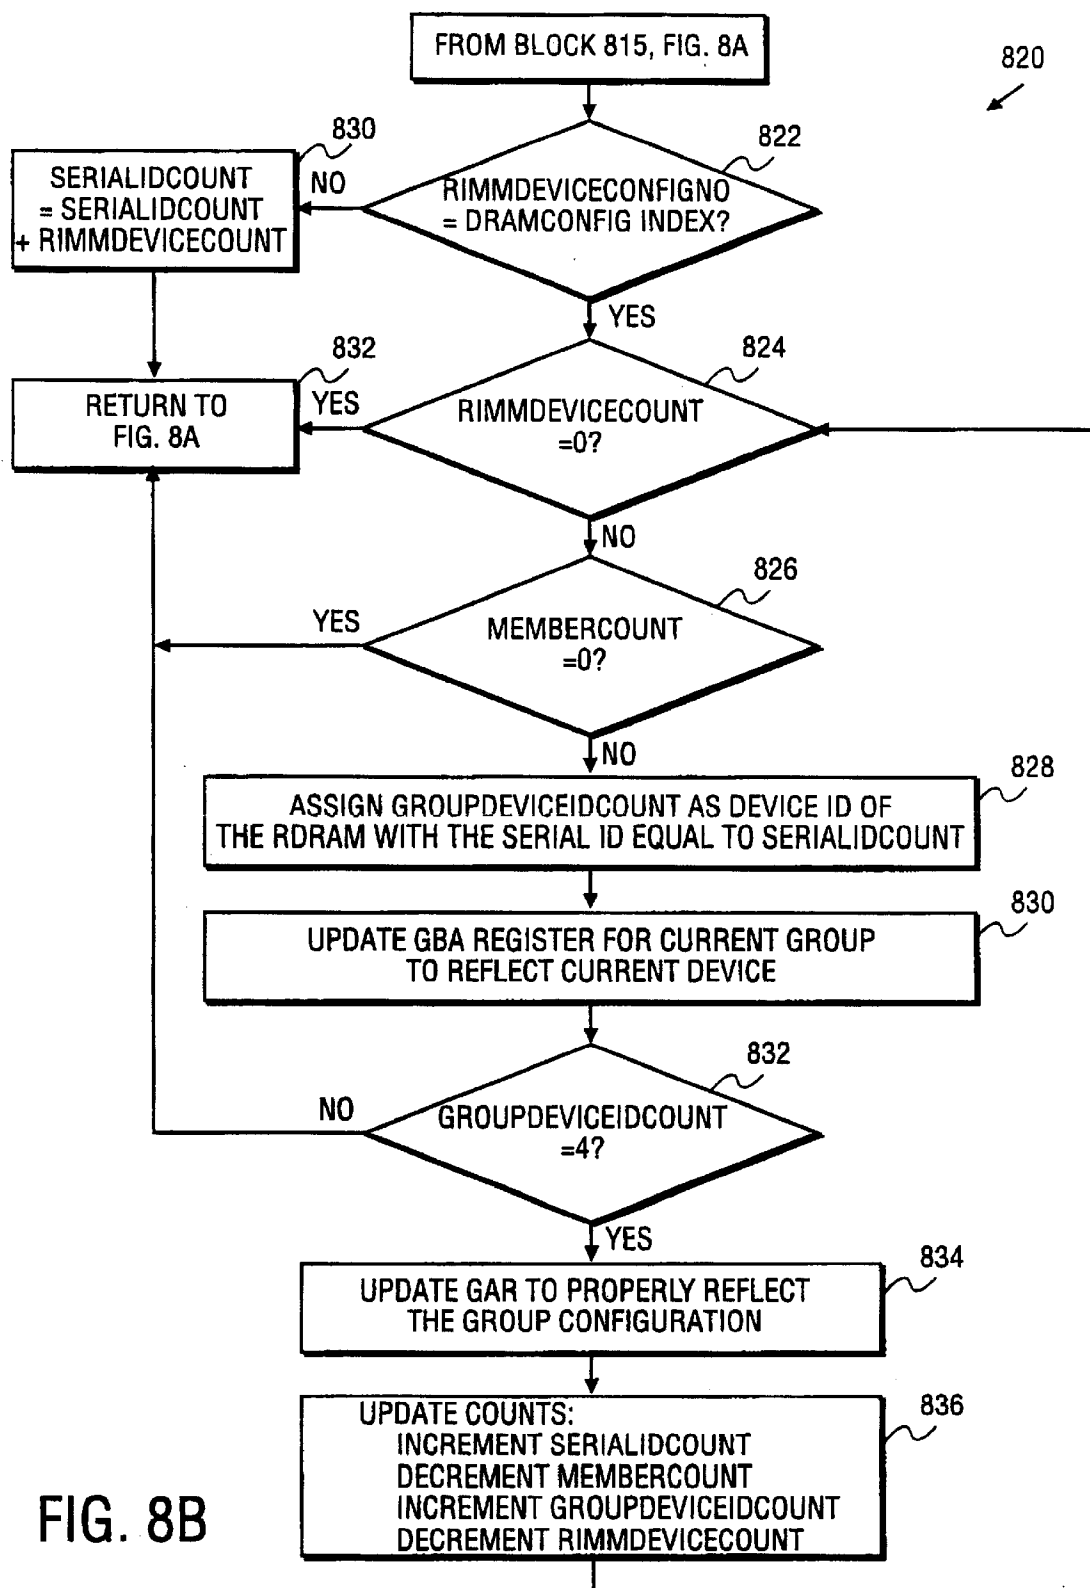 FROM BLOCK 815, FIG. 8A
820
822
RIMMDEVICECONFIGNO
= DRAMCONFIG INDEX?
NO
830
SERIALIDCOUNT
= SERIALIDCOUNT
+ RIMMDEVICECOUNT
YES
824
RIMMDEVICECOUNT
=0?
YES
832
RETURN TO
FIG. 8A
NO
826
MEMBERCOUNT
=0?
YES
NO
828
ASSIGN GROUPDEVICEIDCOUNT AS DEVICE ID OF
THE RDRAM WITH THE SERIAL ID EQUAL TO SERIALIDCOUNT
830
UPDATE GBA REGISTER FOR CURRENT GROUP
TO REFLECT CURRENT DEVICE
832
GROUPDEVICEIDCOUNT
=4?
NO
YES
834
UPDATE GAR TO PROPERLY REFLECT
THE GROUP CONFIGURATION
836
UPDATE COUNTS:
INCREMENT SERIALIDCOUNT
DECREMENT MEMBERCOUNT
INCREMENT GROUPDEVICEIDCOUNT
DECREMENT RIMMDEVICECOUNT
FIG. 8B